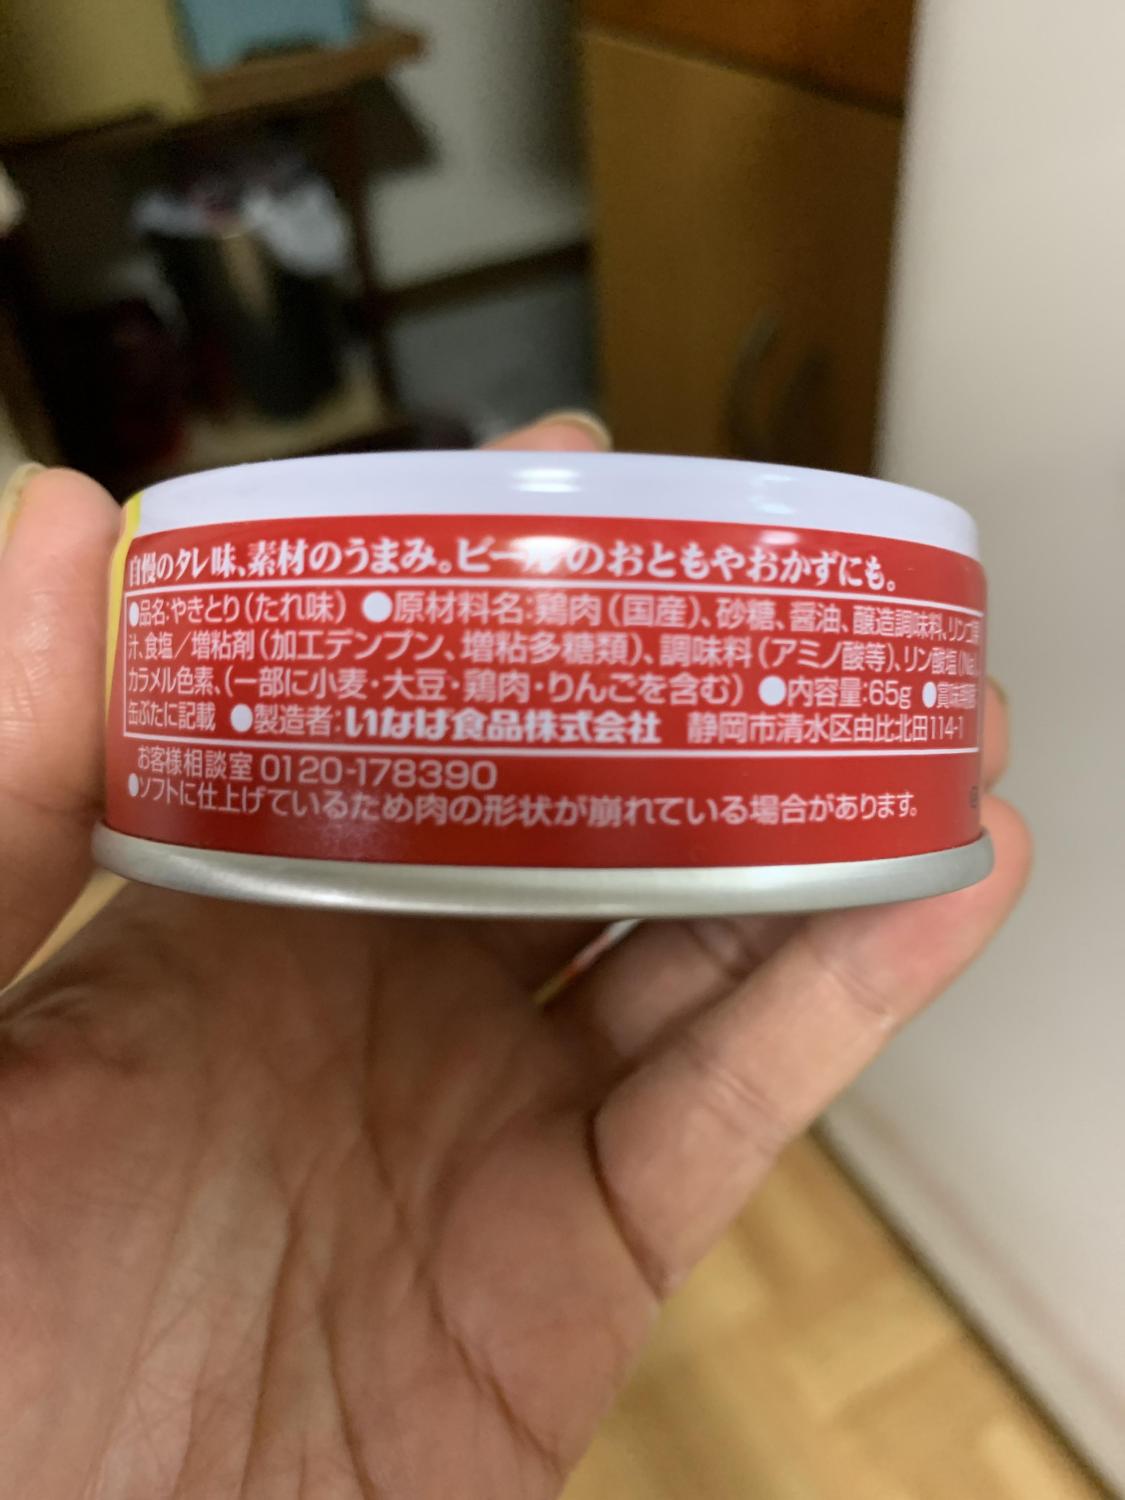 自慢のタレ味、素材のうまみ。ビールのおともやおかずにも。
●品名:やきとり(たれ味) ●原材料名:鶏肉(国産)、砂糖、醤油、醸造調味料、リンゴ
汁、食塩/増粘剤(加工デンプン、増粘多糖類)、調味料(アミノ酸等)、リン酸塩(Na)、
カラメル色素、(一部に小麦・大豆・鶏肉・りんごを含む) ●内容量:65g ●賞味期限
缶ぶたに記載 ●製造者:いなば食品株式会社 静岡市清水区由比北田114-1
お客様相談室 0120-178390
●ソフトに仕上げているため肉の形状が崩れている場合があります。